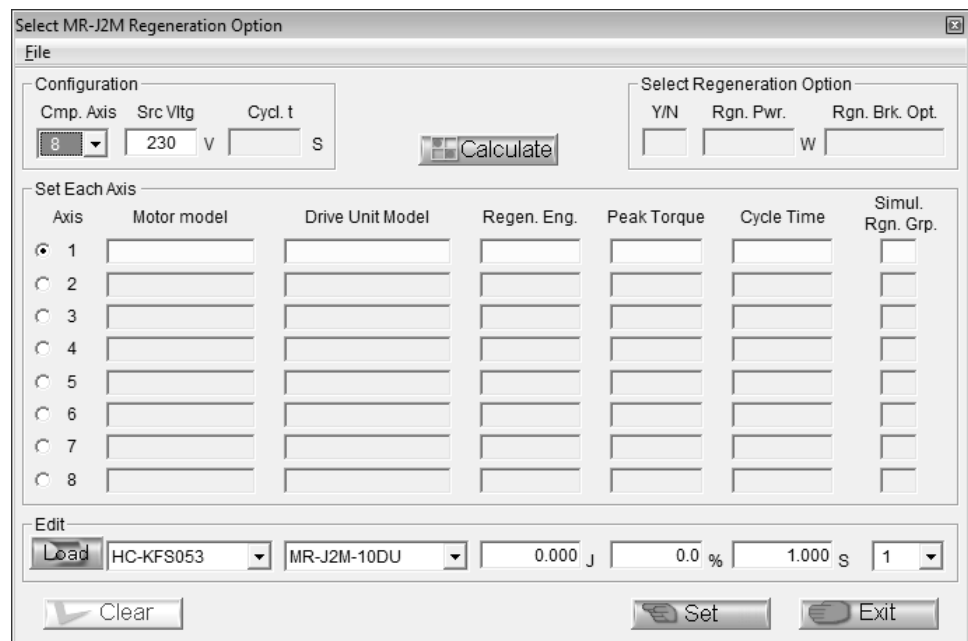 Select MR-J2M Regeneration Option
File
Configuration
Cmp. Axis Src Vltg Cycl. t
8 230 V S
Calculate
Select Regeneration Option
Y/N Rgn. Pwr. Rgn. Brk. Opt.
W
Set Each Axis
Axis Motor model Drive Unit Model Regen. Eng. Peak Torque Cycle Time Simul. Rgn. Grp.
1
2
3
4
5
6
7
8
Edit
Load HC-KFS053 MR-J2M-10DU 0.000 J 0.0 % 1.000 S 1
Clear Set Exit